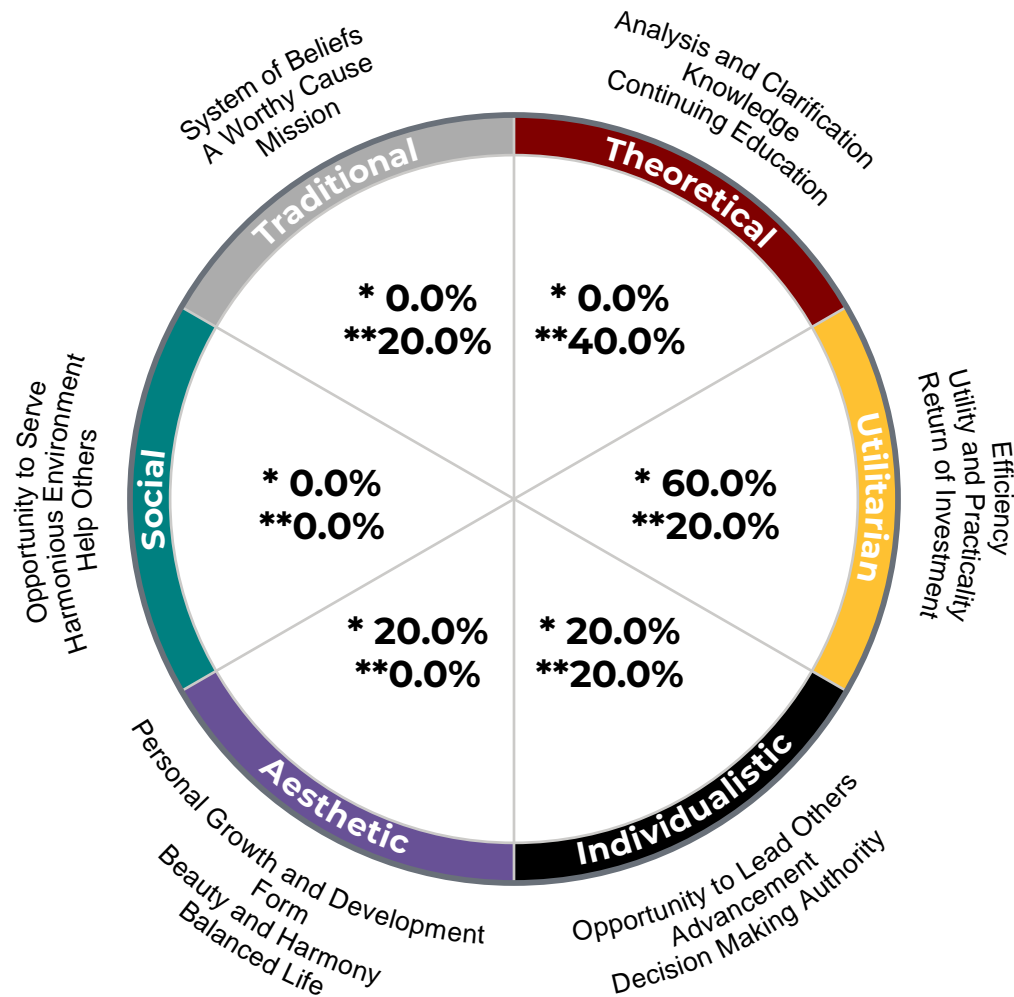 System of Beliefs
A Worthy Cause
Mission
Traditional
* 0.0%
**20.0%
Analysis and Clarification
Knowledge
Continuing Education
Theoretical
* 0.0%
**40.0%
Efficiency
Utility and Practicality
Return of Investment
Utilitarian
* 60.0%
**20.0%
Opportunity to Serve
Harmonious Environment
Help Others
Social
* 0.0%
**0.0%
* 20.0%
**0.0%
Aesthetic
Personal Growth and Development
Form
Beauty and Harmony
Balanced Life
* 20.0%
**20.0%
Individualistic
Opportunity to Lead Others
Advancement
Decision Making Authority